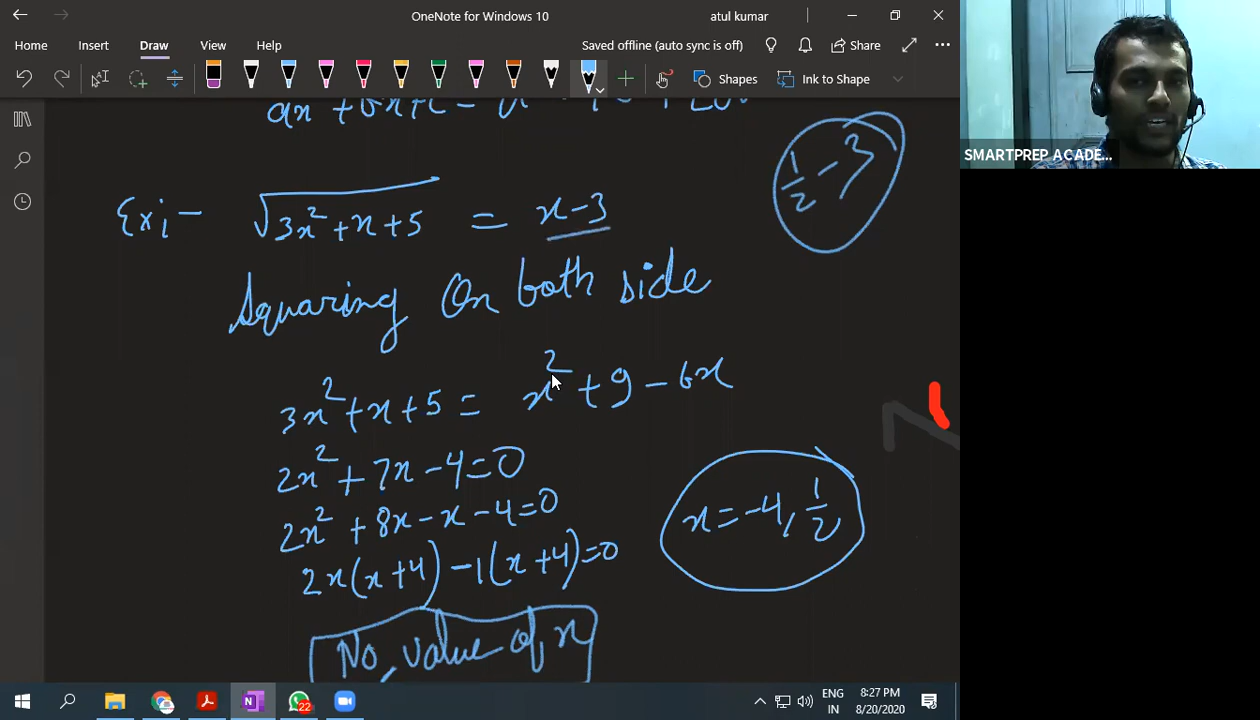 OneNote for Windows 10
atul kumar
Home Insert Draw View Help
Saved offline (auto sync is off)
Share
Shapes
Ink to Shape
1/2 - 3
Ex:- √3x²+x+5 = x-3
Squaring On both side
3x²+x+5 = x²+9-6x
2x²+7x-4=0
2x²+8x-x-4=0
2x(x+4)-1(x+4)=0
x=-4, 1/2
No, value of x
SMARTPREP ACADE...
22
ENG
IN
8:27 PM
8/20/2020